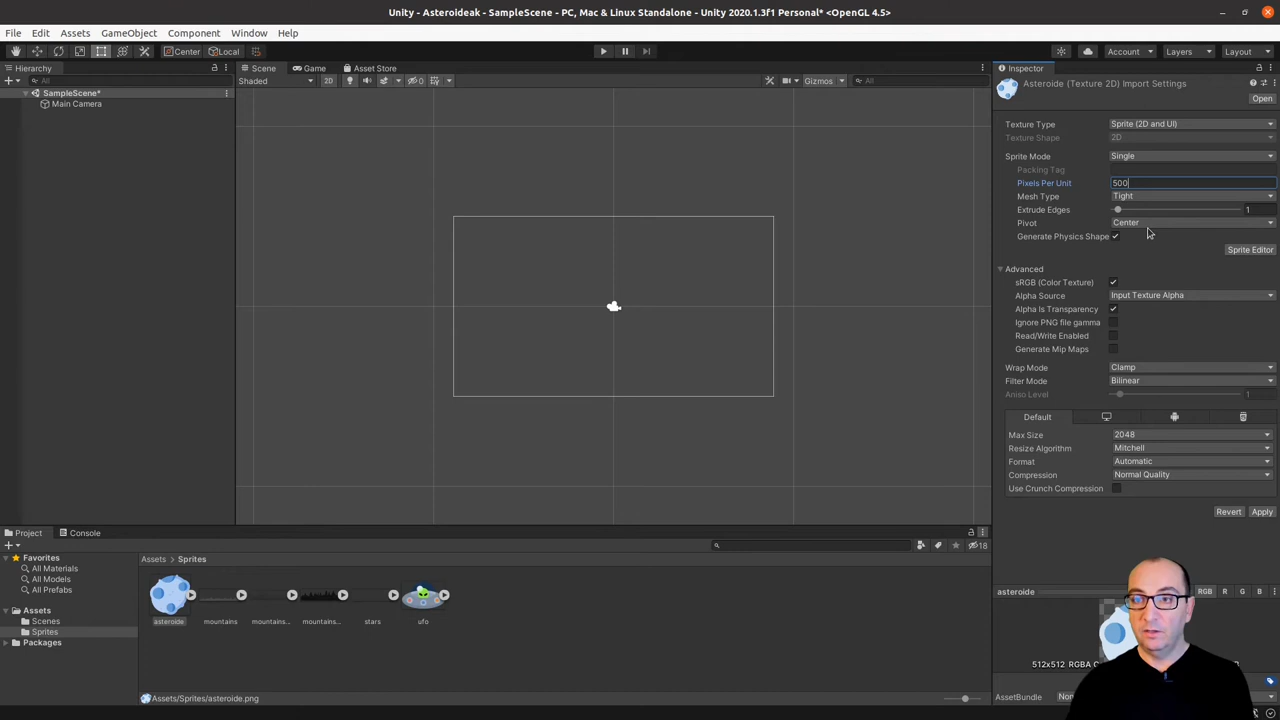 Unity - Asteroideak - SampleScene - PC, Mac & Linux Standalone - Unity 2020.1.3f1 Personal* <OpenGL 4.5>
File Edit Assets GameObject Component Window Help
Center Local Account Layers Layout
Hierarchy
All
SampleScene*
Main Camera
Scene Game Asset Store
Shaded 2D 0 Gizmos All
Inspector
Asteroide (Texture 2D) Import Settings
Open
Texture Type Sprite (2D and UI)
Texture Shape 2D
Sprite Mode Single
Packing Tag
Pixels Per Unit 500
Mesh Type Tight
Extrude Edges 1
Pivot Center
Generate Physics Shape
Sprite Editor
Advanced
sRGB (Color Texture)
Alpha Source Input Texture Alpha
Alpha Is Transparency
Ignore PNG file gamma
Read/Write Enabled
Generate Mip Maps
Wrap Mode Clamp
Filter Mode Bilinear
Aniso Level 1
Default
Max Size 2048
Resize Algorithm Mitchell
Format Automatic
Compression Normal Quality
Use Crunch Compression
Revert Apply
Project Console
18
Favorites
All Materials
All Models
All Prefabs
Assets
Scenes
Sprites
Packages
Assets > Sprites
asteroide mountains mountains... mountains... stars ufo
Assets/Sprites/asteroide.png
asteroide RGB R G B
512x512 RGBA
AssetBundle